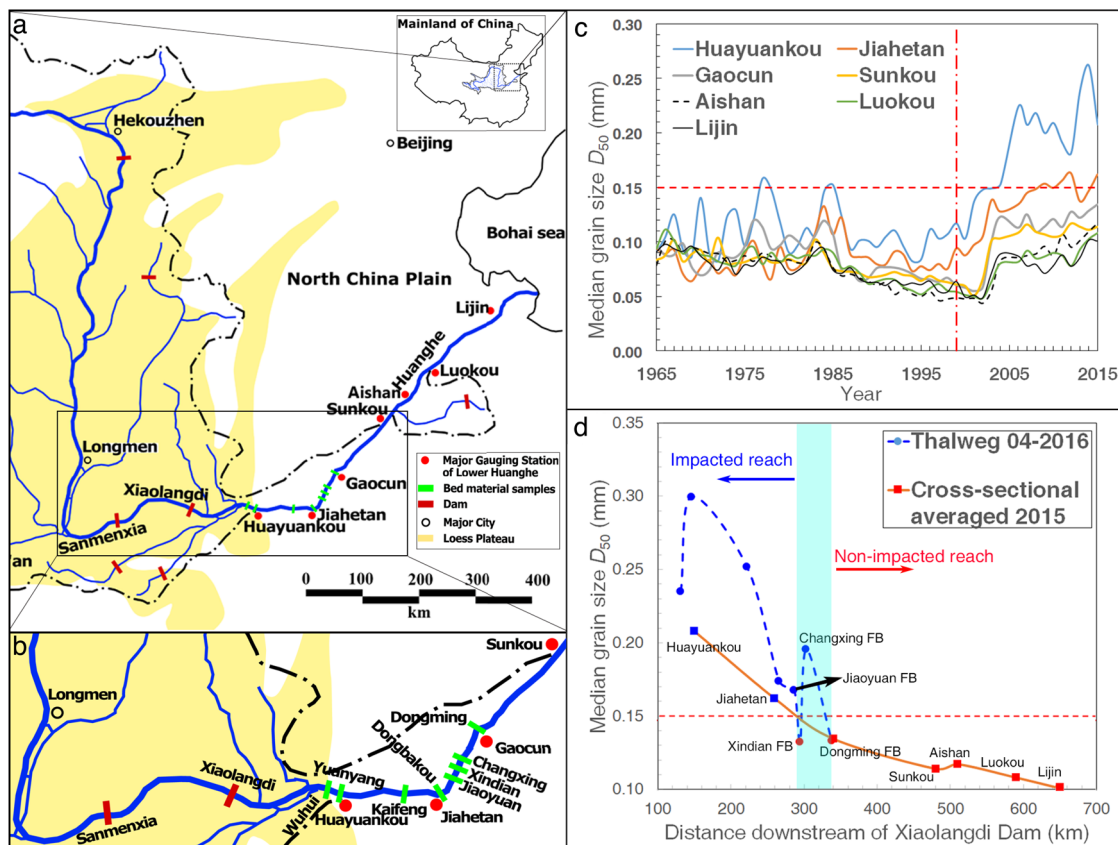 a
Mainland of China
Hekouzhen
Beijing
Bohai sea
North China Plain
Lijin
Huanghe
Luokou
Aishan
Sunkou
Longmen
Gaocun
Xiaolangdi
Jiahetan
Huayuankou
Sanmenxia
'an
Major Gauging Station
of Lower Huanghe
Bed material samples
Dam
Major City
Loess Plateau
0 100 200 300 400
km
b
Sunkou
Longmen
Dongming
Gaocun
Dongbakou
Changxing
Xindian
Jiaoyuan
Xiaolangdi
Yuanyang
Wuhui
Kaifeng
Huayuankou
Jiahetan
Sanmenxia
c
Median grain size D50 (mm)
0.30
0.25
0.20
0.15
0.10
0.05
0.00
Huayuankou
Jiahetan
Gaocun
Sunkou
Aishan
Luokou
Lijin
1965 1975 1985 1995 2005 2015
Year
d
Median grain size D50 (mm)
0.35
0.30
0.25
0.20
0.15
0.10
Thalweg 04-2016
Cross-sectional
averaged 2015
Impacted reach
Non-impacted reach
Changxing FB
Huayuankou
Jiaoyuan FB
Jiahetan
Xindian FB
Dongming FB
Aishan
Sunkou
Luokou
Lijin
100 200 300 400 500 600 700
Distance downstream of Xiaolangdi Dam (km)